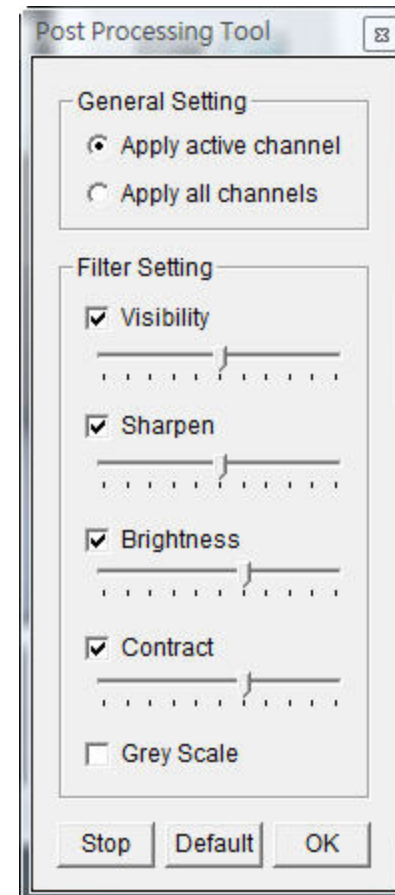 Post Processing Tool
General Setting
Apply active channel
Apply all channels
Filter Setting
Visibility
Sharpen
Brightness
Contract
Grey Scale
Stop Default OK